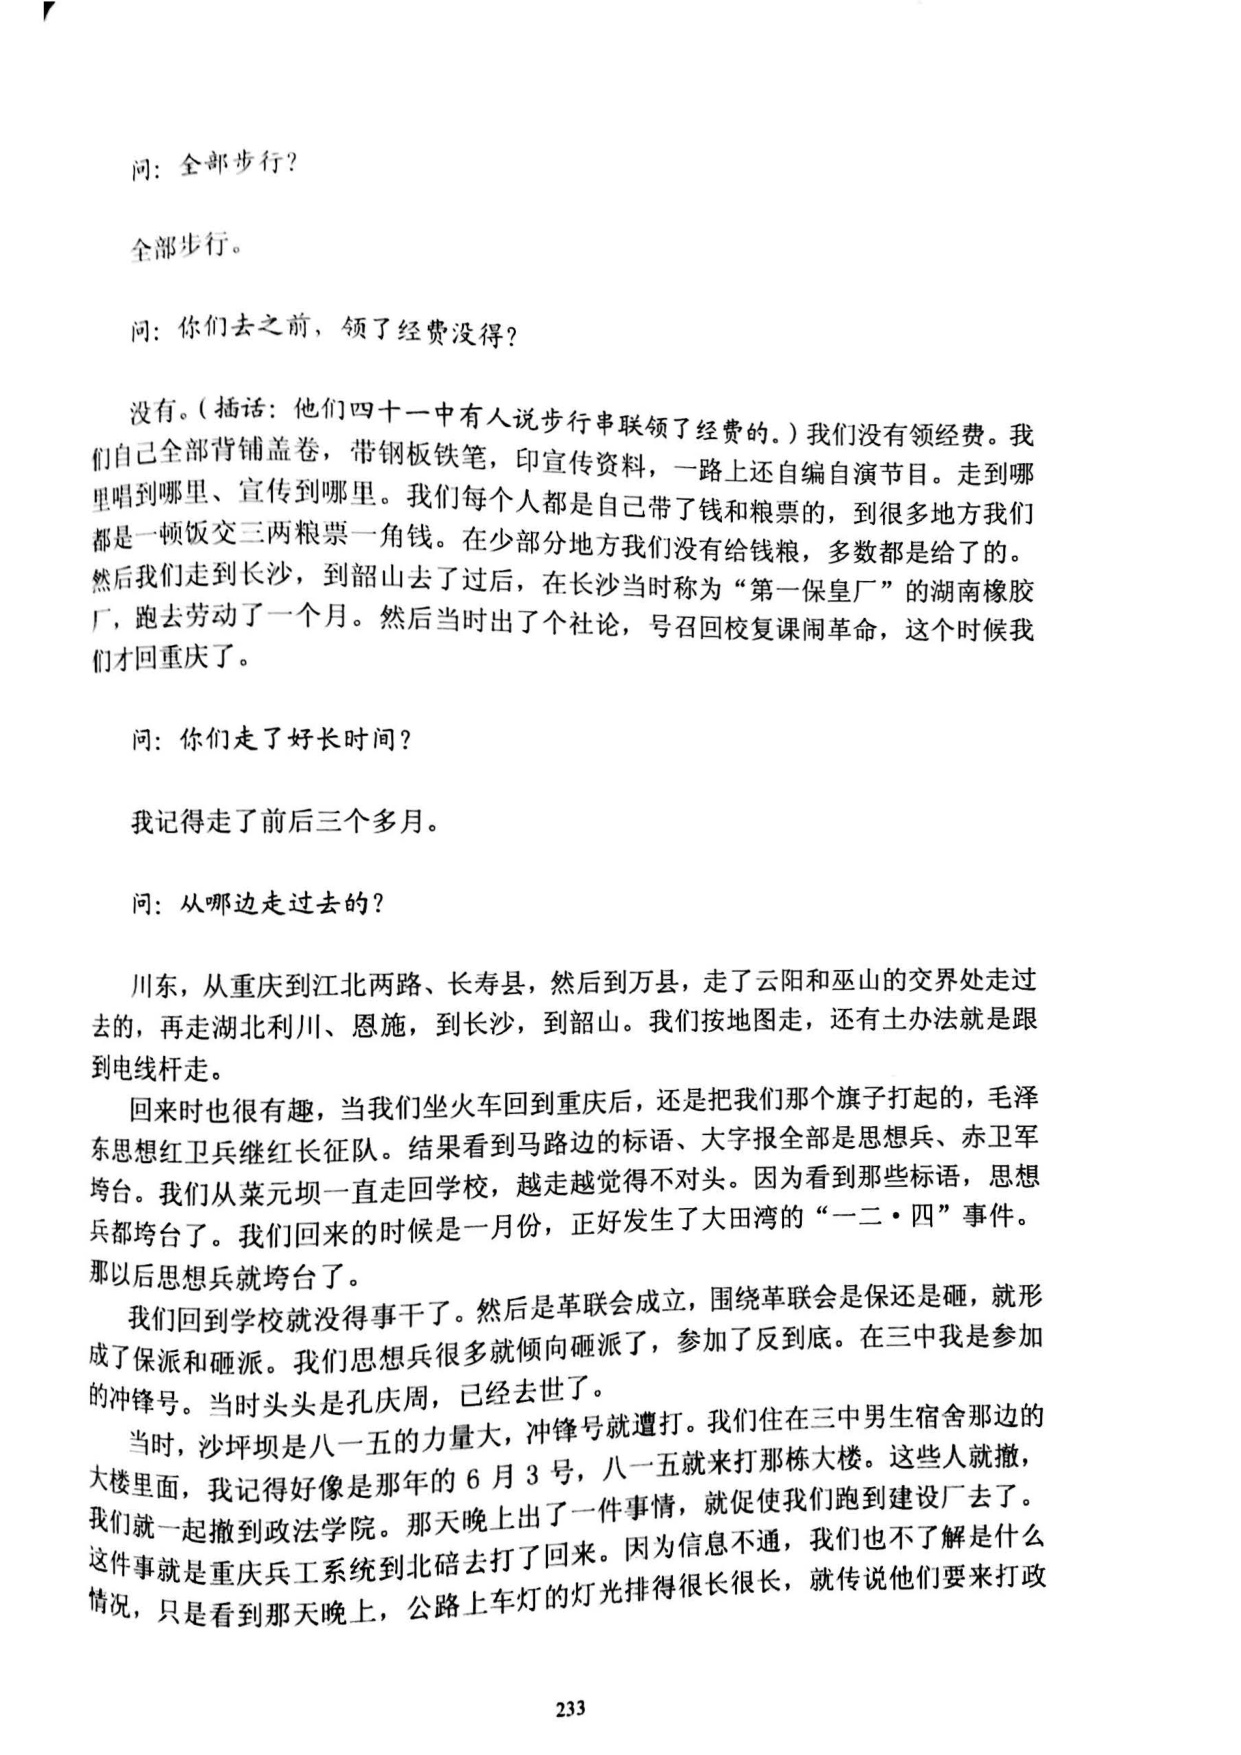 问：全部步行？
全部步行。
问：你们去之前，领了经费没得？
没有。（插话：他们四十一中有人说步行串联领了经费的。）我们没有领经费。我
们自己全部背铺盖卷，带钢板铁笔，印宣传资料，一路上还自编自演节目。走到哪
里唱到哪里、宣传到哪里。我们每个人都是自己带了钱和粮票的，到很多地方我们
都是一顿饭交三两粮票一角钱。在少部分地方我们没有给钱粮，多数都是给了的。
然后我们走到长沙，到韶山去了过后，在长沙当时称为“第一保皇厂”的湖南橡胶
厂，跑去劳动了一个月。然后当时出了个社论，号召回校复课闹革命，这个时候我
们才回重庆了。
问：你们走了好长时间？
我记得走了前后三个多月。
问：从哪边走过去的？
川东，从重庆到江北两路、长寿县，然后到万县，走了云阳和巫山的交界处走过
去的，再走湖北利川、恩施，到长沙，到韶山。我们按地图走，还有土办法就是跟
到电线杆走。
回来时也很有趣，当我们坐火车回到重庆后，还是把我们那个旗子打起的，毛泽
东思想红卫兵继红长征队。结果看到马路边的标语、大字报全部是思想兵、赤卫军
垮台。我们从菜元坝一直走回学校，越走越觉得不对头。因为看到那些标语，思想
兵都垮台了。我们回来的时候是一月份，正好发生了大田湾的“一二·四”事件。
那以后思想兵就垮台了。
我们回到学校就没得事干了。然后是革联会成立，围绕革联会是保还是砸，就形
成了保派和砸派。我们思想兵很多就倾向砸派了，参加了反到底。在三中我是参加
的冲锋号。当时头头是孔庆周，已经去世了。
当时，沙坪坝是八一五的力量大，冲锋号就遭打。我们住在三中男生宿舍那边的
大楼里面，我记得好像是那年的 6 月 3 号，八一五就来打那栋大楼。这些人就撤，
我们就一起撤到政法学院。那天晚上出了一件事情，就促使我们跑到建设厂去了。
这件事就是重庆兵工系统到北碚去打了回来。因为信息不通，我们也不了解是什么
情况，只是看到那天晚上，公路上车灯的灯光排得很长很长，就传说他们要来打政
233